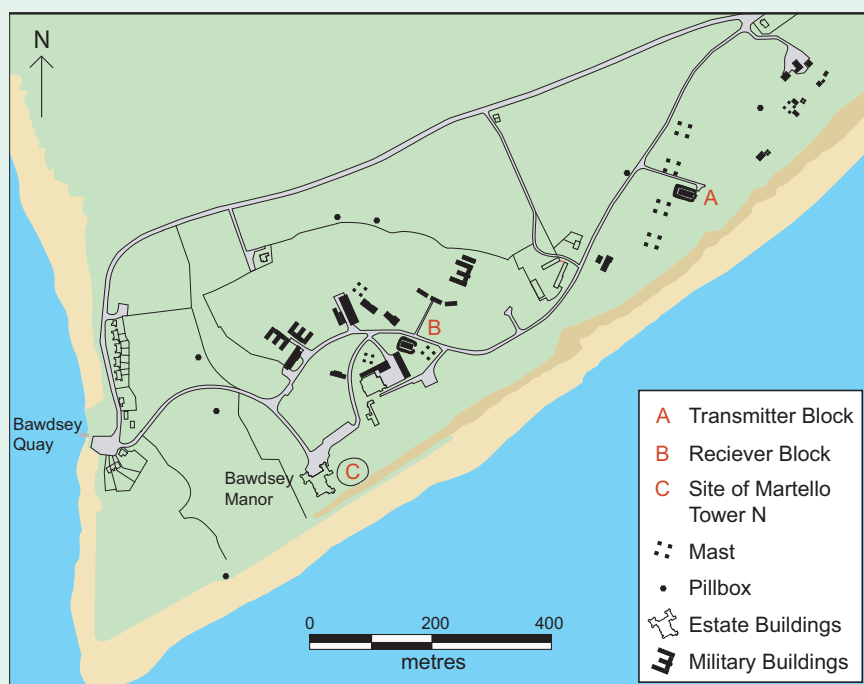 N
A
B
Bawdsey
Quay
Bawdsey
Manor
C
0 200 400
metres
A Transmitter Block
B Reciever Block
C Site of Martello
Tower N
Mast
Pillbox
Estate Buildings
Military Buildings